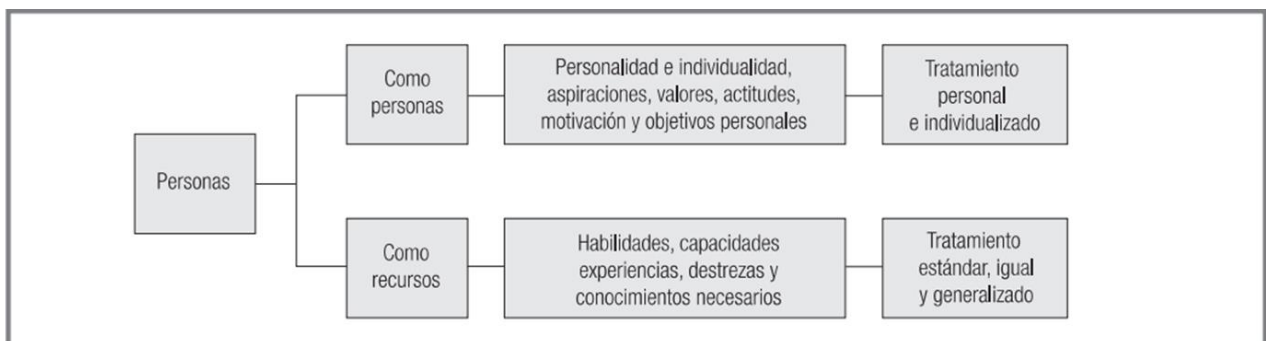 Personas
Como
personas
Personalidad e individualidad,
aspiraciones, valores, actitudes,
motivación y objetivos personales
Tratamiento
personal
e individualizado
Como
recursos
Habilidades, capacidades
experiencias, destrezas y
conocimientos necesarios
Tratamiento
estándar, igual
y generalizado